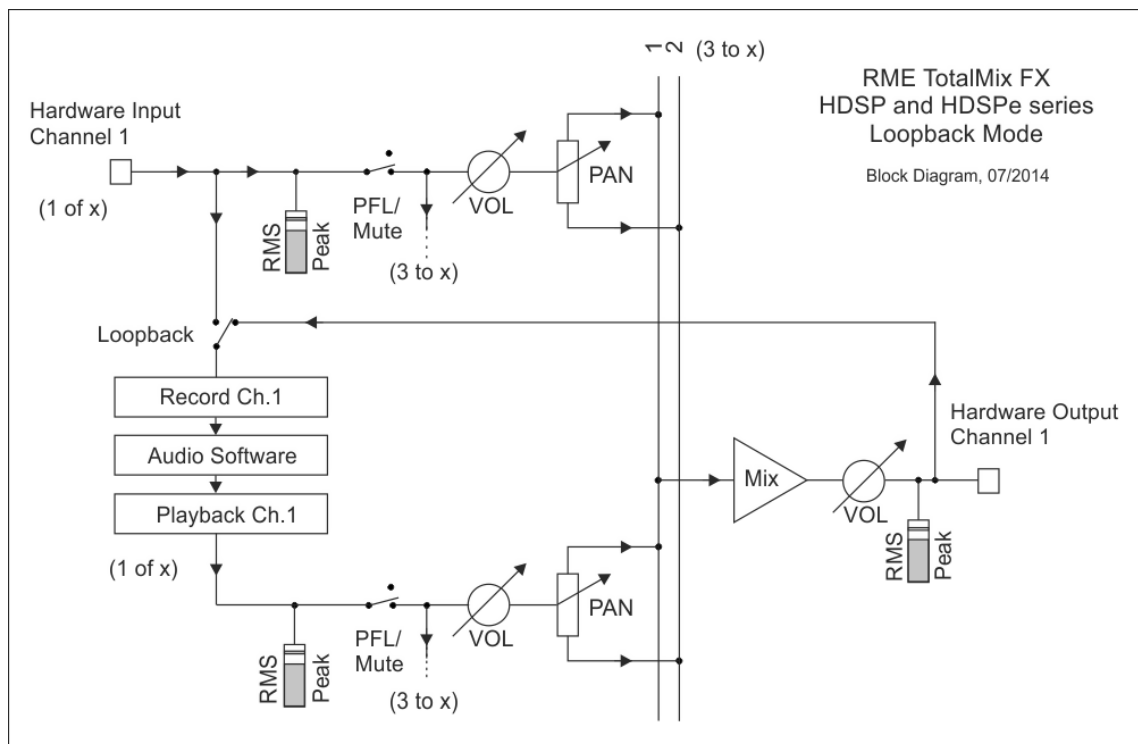 1
2
(3 to x)
RME TotalMix FX
HDSP and HDSPe series
Loopback Mode
Block Diagram, 07/2014
Hardware Input
Channel 1
(1 of x)
RMS
Peak
PFL/
Mute
(3 to x)
VOL
PAN
Loopback
Record Ch.1
Audio Software
Playback Ch.1
(1 of x)
RMS
Peak
PFL/
Mute
(3 to x)
VOL
PAN
Mix
VOL
RMS
Peak
Hardware Output
Channel 1